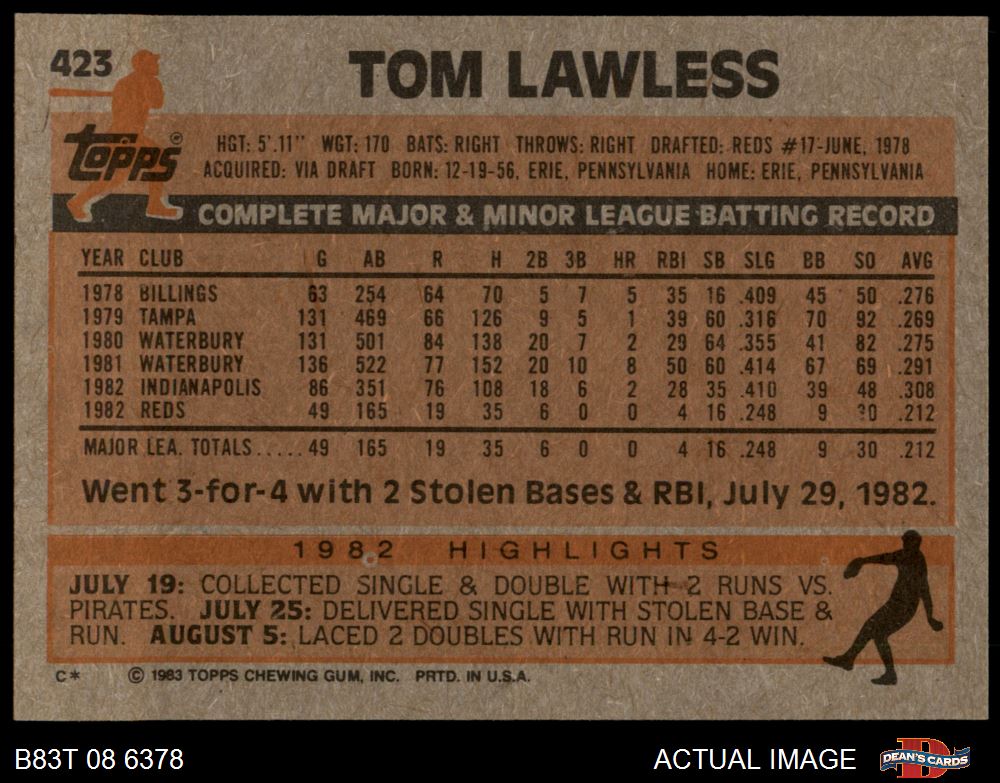 423
TOM LAWLESS
Topps
HGT: 5'.11" WGT: 170 BATS: RIGHT THROWS: RIGHT DRAFTED: REDS #17-JUNE, 1978
ACQUIRED: VIA DRAFT BORN: 12-19-56, ERIE, PENNSYLVANIA HOME: ERIE, PENNSYLVANIA
COMPLETE MAJOR & MINOR LEAGUE BATTING RECORD
YEAR CLUB G AB R H 2B 3B HR RBI SB SLG BB SO AVG
1978 BILLINGS 63 254 64 70 5 7 5 35 16 .409 45 50 .276
1979 TAMPA 131 469 66 126 9 5 1 39 60 .316 70 92 .269
1980 WATERBURY 131 501 84 138 20 7 2 29 64 .355 41 82 .275
1981 WATERBURY 136 522 77 152 20 10 8 50 60 .414 67 69 .291
1982 INDIANAPOLIS 86 351 76 108 18 6 2 28 35 .410 39 48 .308
1982 REDS 49 165 19 35 6 0 0 4 16 .248 9 30 .212
MAJOR LEA. TOTALS..... 49 165 19 35 6 0 0 4 16 .248 9 30 .212
Went 3-for-4 with 2 Stolen Bases & RBI, July 29, 1982.
1982 HIGHLIGHTS
JULY 19: COLLECTED SINGLE & DOUBLE WITH 2 RUNS VS.
PIRATES. JULY 25: DELIVERED SINGLE WITH STOLEN BASE &
RUN. AUGUST 5: LACED 2 DOUBLES WITH RUN IN 4-2 WIN.
C* © 1983 TOPPS CHEWING GUM, INC. PRTD. IN U.S.A.
B83T 08 6378
ACTUAL IMAGE
D
DEAN'S CARDS